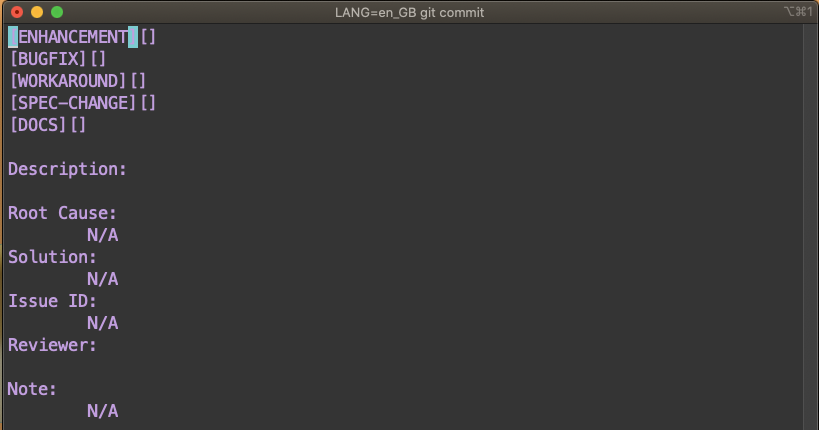 LANG=en_GB git commit
⌥⌘1
[ENHANCEMENT][]
[BUGFIX][]
[WORKAROUND][]
[SPEC-CHANGE][]
[DOCS][]
Description:
Root Cause:
N/A
Solution:
N/A
Issue ID:
N/A
Reviewer:
Note:
N/A